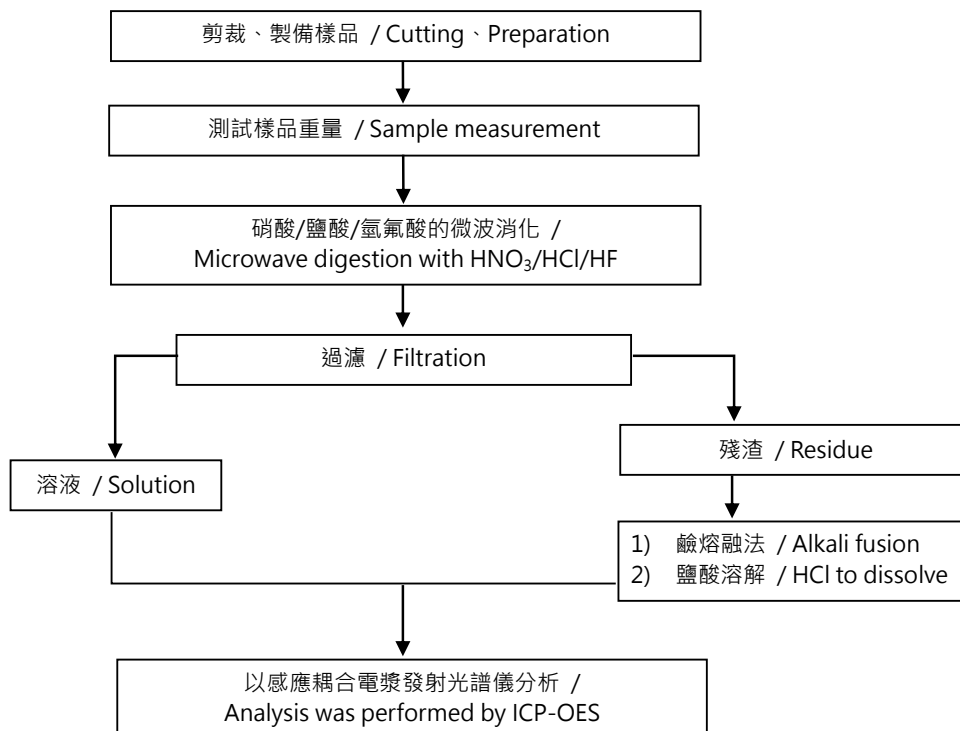 剪裁、製備樣品 / Cutting、Preparation
測試樣品重量 / Sample measurement
硝酸/鹽酸/氫氟酸的微波消化 /
Microwave digestion with HNO₃/HCl/HF
過濾 / Filtration
溶液 / Solution
殘渣 / Residue
1) 鹼熔融法 / Alkali fusion
2) 鹽酸溶解 / HCl to dissolve
以感應耦合電漿發射光譜儀分析 /
Analysis was performed by ICP-OES